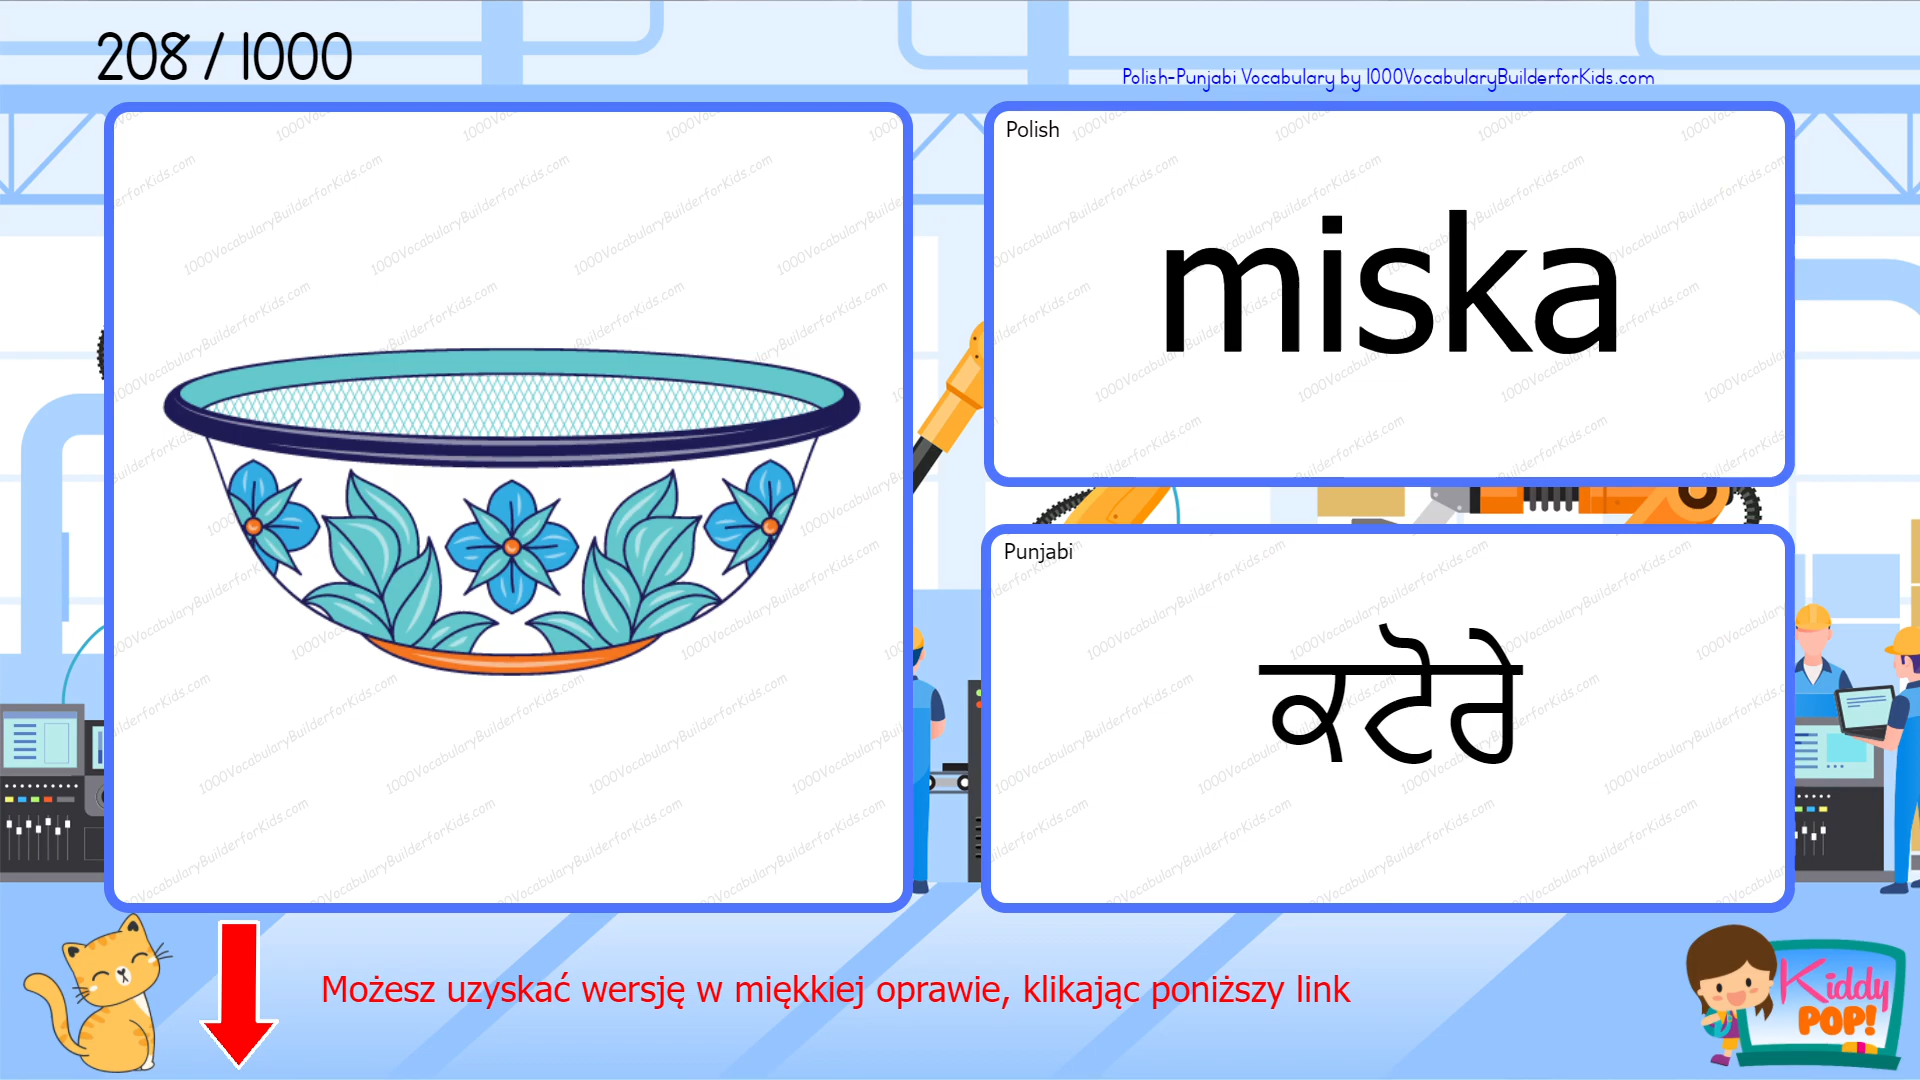 208 / 1000
Polish-Punjabi Vocabulary by 1000VocabularyBuilderforKids.com
Polish
miska
Punjabi
ਕਟੋਰੇ
Możesz uzyskać wersję w miękkiej oprawie, klikając poniższy link
Kiddy
POP!